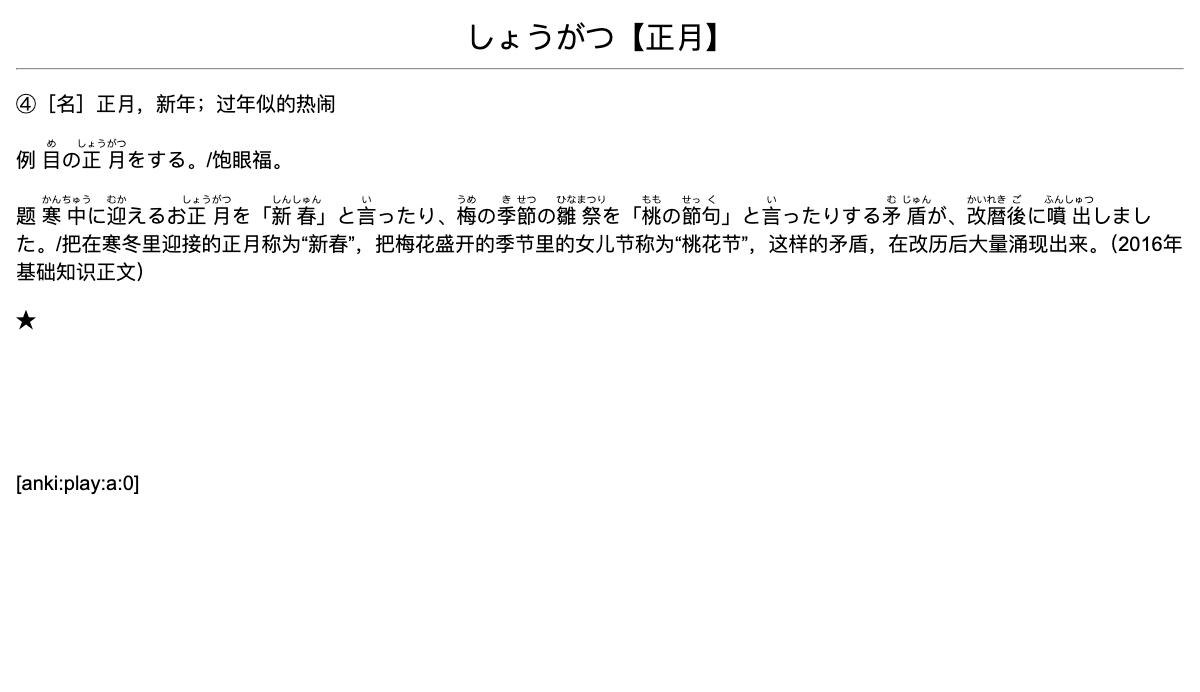 しょうがつ【正月】
④［名］正月，新年；过年似的热闹
例 目の正月をする。/饱眼福。
め しょうがつ
题 寒中に迎えるお正月を「新春」と言ったり、梅の季節の雛祭を「桃の節句」と言ったりする矛盾が、改暦後に噴出しまし
かんちゅう むか しょうがつ しんしゅん い うめ き せつ ひなまつり もも せっ く い む じゅん かいれき ご ふんしゅつ
た。/把在寒冬里迎接的正月称为“新春”，把梅花盛开的季节里的女儿节称为“桃花节”，这样的矛盾，在改历后大量涌现出来。（2016年
基础知识正文）
★
[anki:play:a:0]